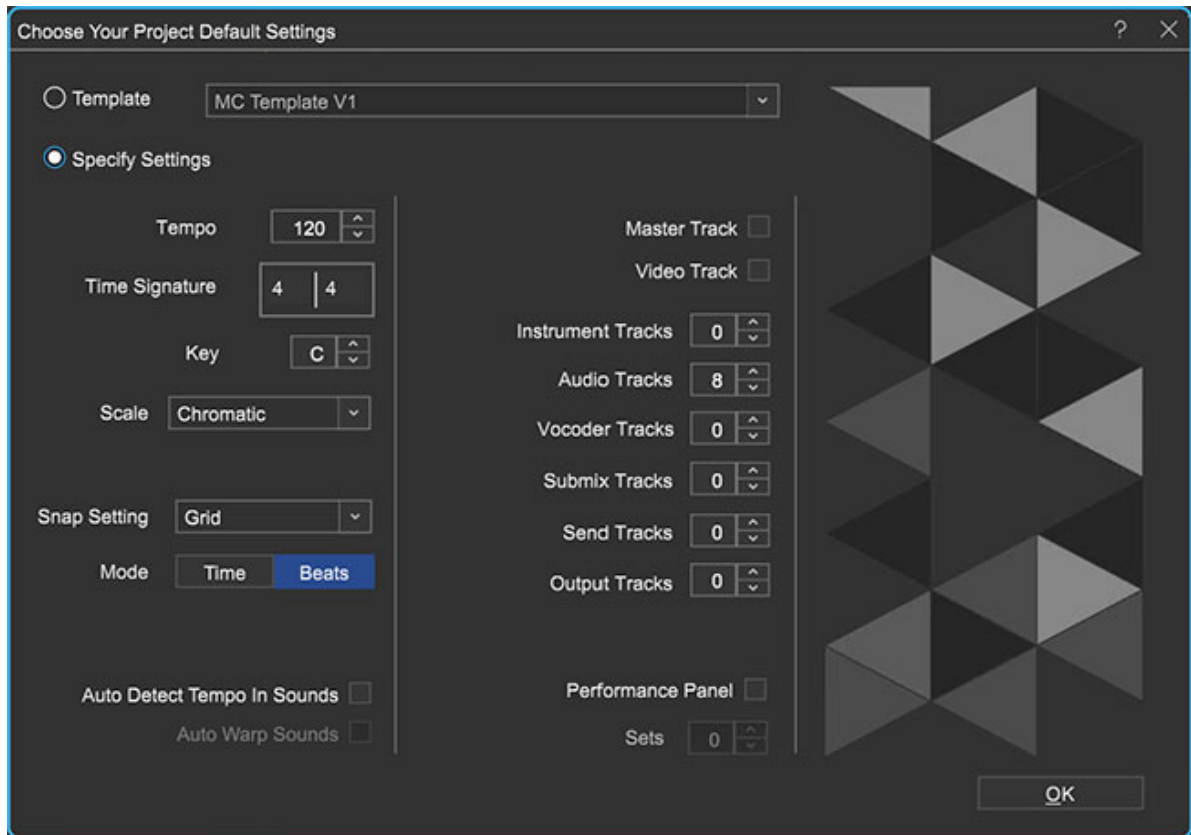 Choose Your Project Default Settings ?
Template MC Template V1
Specify Settings
Tempo 120
Time Signature 4 4
Key C
Scale Chromatic
Snap Setting Grid
Mode Time Beats
Auto Detect Tempo In Sounds
Auto Warp Sounds
Master Track
Video Track
Instrument Tracks 0
Audio Tracks 8
Vocoder Tracks 0
Submix Tracks 0
Send Tracks 0
Output Tracks 0
Performance Panel
Sets 0
OK